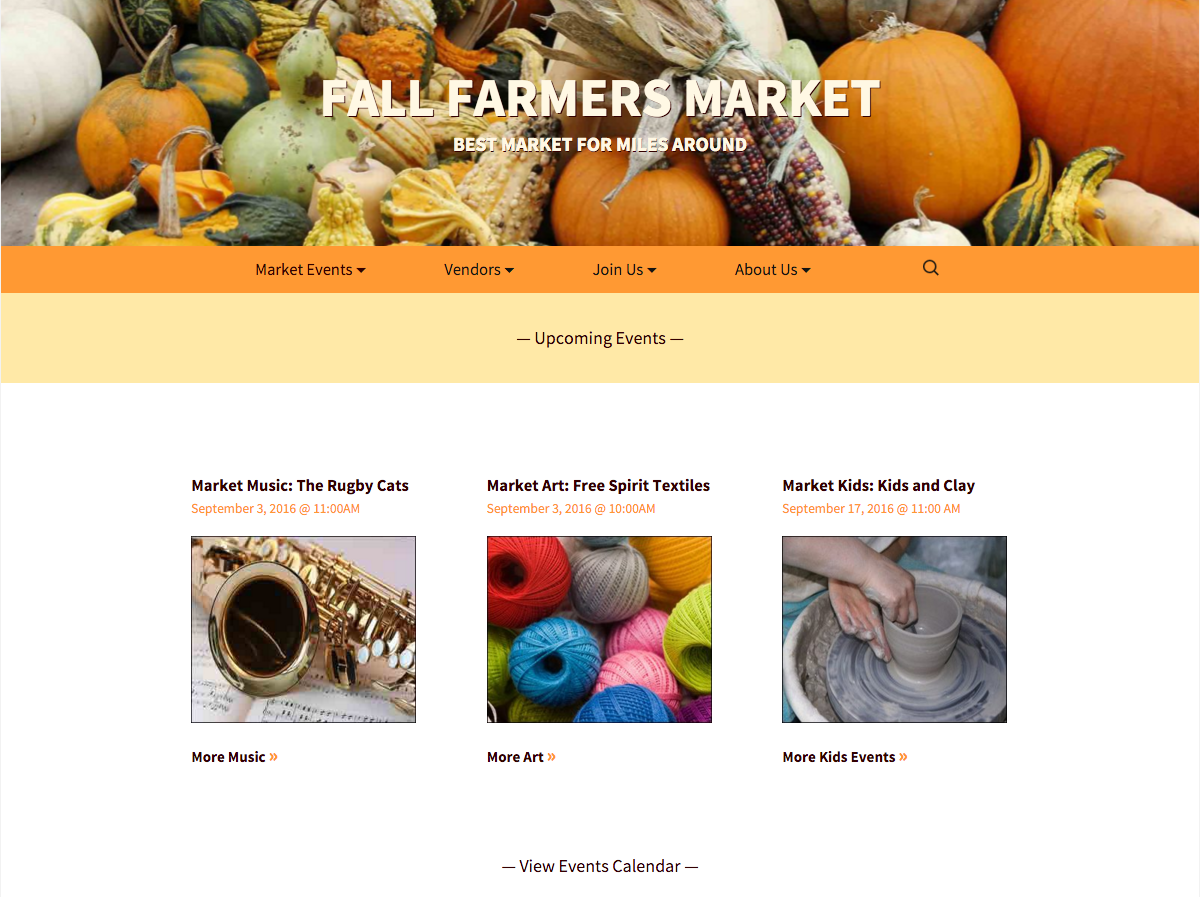 FALL FARMERS MARKET
BEST MARKET FOR MILES AROUND
Market Events
Vendors
Join Us
About Us
— Upcoming Events —
Market Music: The Rugby Cats
September 3, 2016 @ 11:00AM
More Music »
Market Art: Free Spirit Textiles
September 3, 2016 @ 10:00AM
More Art »
Market Kids: Kids and Clay
September 17, 2016 @ 11:00 AM
More Kids Events »
— View Events Calendar —